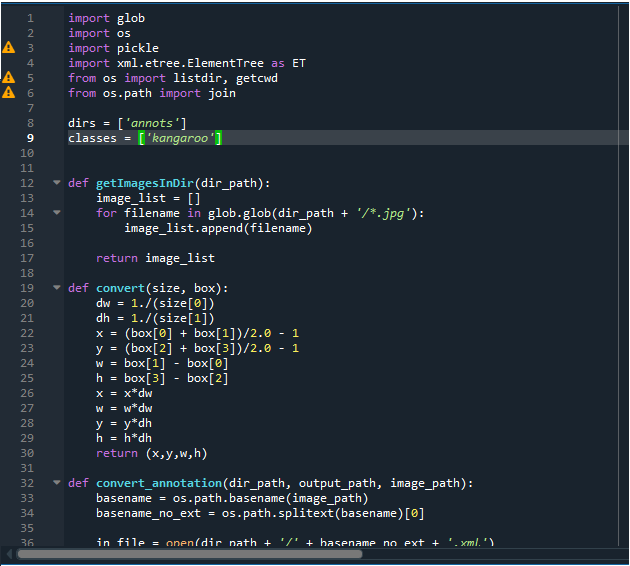 1 import glob
2 import os
3 import pickle
4 import xml.etree.ElementTree as ET
5 from os import listdir, getcwd
6 from os.path import join
7
8 dirs = ['annots']
9 classes = ['kangaroo']
10
11
12 def getImagesInDir(dir_path):
13     image_list = []
14     for filename in glob.glob(dir_path + '/*.jpg'):
15         image_list.append(filename)
16
17     return image_list
18
19 def convert(size, box):
20     dw = 1./(size[0])
21     dh = 1./(size[1])
22     x = (box[0] + box[1])/2.0 - 1
23     y = (box[2] + box[3])/2.0 - 1
24     w = box[1] - box[0]
25     h = box[3] - box[2]
26     x = x*dw
27     w = w*dw
28     y = y*dh
29     h = h*dh
30     return (x,y,w,h)
31
32 def convert_annotation(dir_path, output_path, image_path):
33     basename = os.path.basename(image_path)
34     basename_no_ext = os.path.splitext(basename)[0]
35
36     in_file = open(dir_path + '/' + basename_no_ext + '.xml')